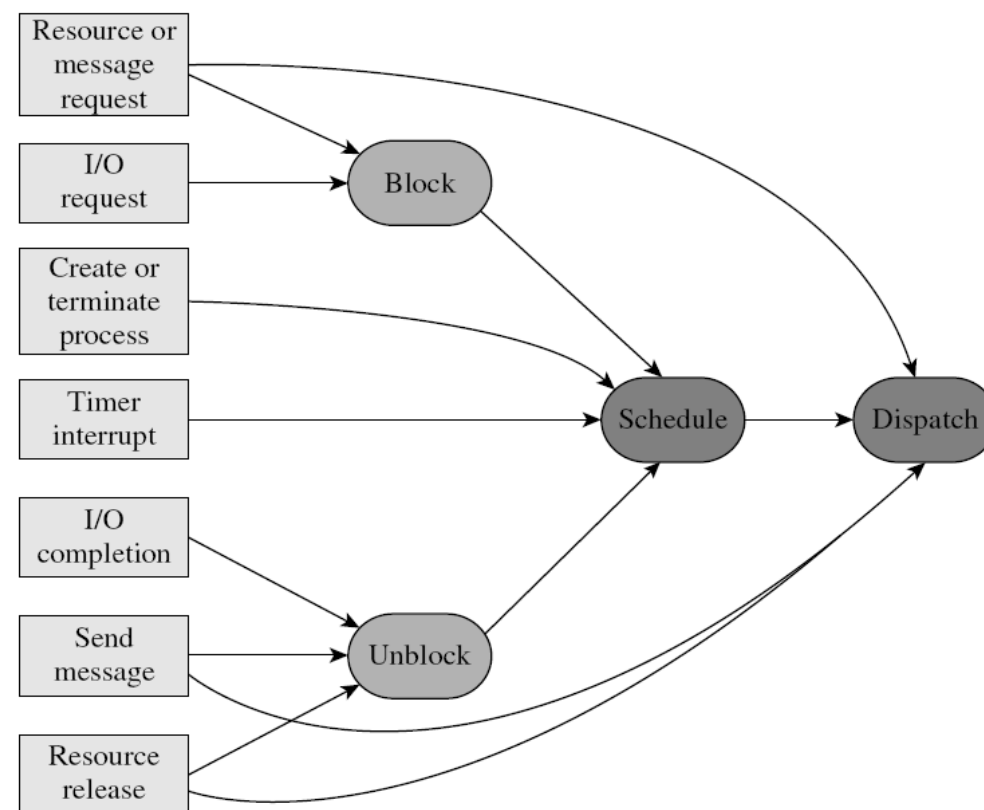 Resource or
message
request
I/O
request
Block
Create or
terminate
process
Timer
interrupt
Schedule
Dispatch
I/O
completion
Send
message
Unblock
Resource
release